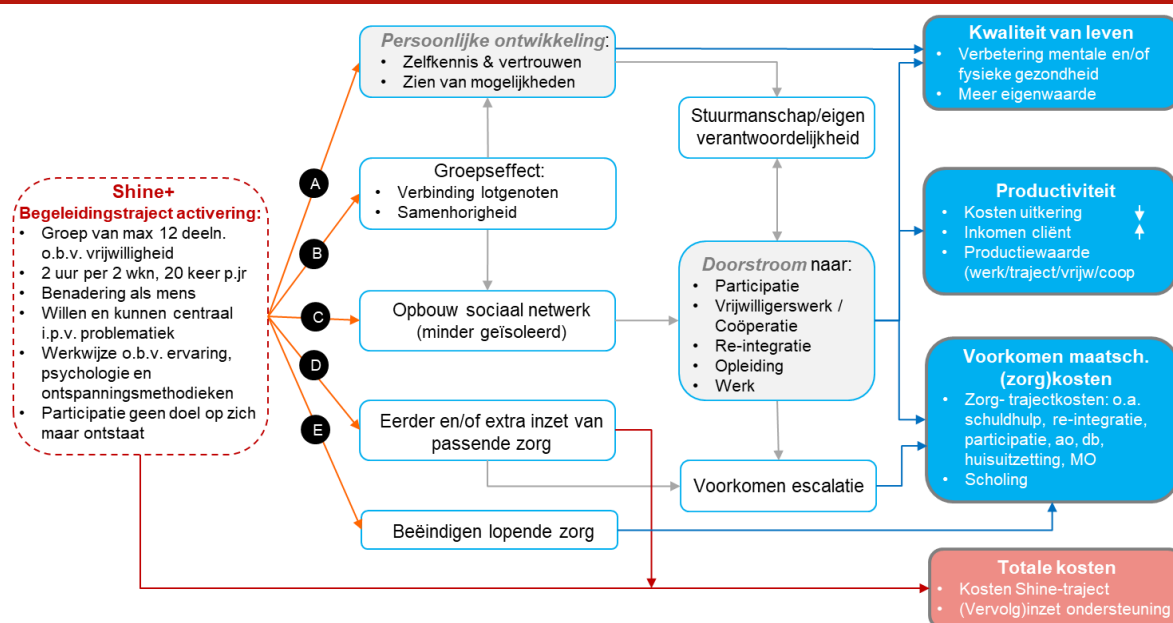 Shine+
Begeleidingstraject activering:
• Groep van max 12 deeln.
o.b.v. vrijwilligheid
• 2 uur per 2 wkn, 20 keer p.jr
• Benadering als mens
• Willen en kunnen centraal
i.p.v. problematiek
• Werkwijze o.b.v. ervaring,
psychologie en
ontspanningsmethodieken
• Participatie geen doel op zich
maar ontstaat
A
B
C
D
E
Persoonlijke ontwikkeling:
• Zelfkennis & vertrouwen
• Zien van mogelijkheden
Groepseffect:
• Verbinding lotgenoten
• Samenhorigheid
Opbouw sociaal netwerk
(minder geïsoleerd)
Eerder en/of extra inzet van
passende zorg
Beëindigen lopende zorg
Stuurmanschap/eigen
verantwoordelijkheid
Doorstroom naar:
• Participatie
• Vrijwilligerswerk /
Coöperatie
• Re-integratie
• Opleiding
• Werk
Voorkomen escalatie
Kwaliteit van leven
• Verbetering mentale en/of
fysieke gezondheid
• Meer eigenwaarde
Productiviteit
• Kosten uitkering
• Inkomen cliënt
• Productiewaarde
(werk/traject/vrijw/coop
Voorkomen maatsch.
(zorg)kosten
• Zorg- trajectkosten: o.a.
schuldhulp, re-integratie,
participatie, ao, db,
huisuitzetting, MO
• Scholing
Totale kosten
• Kosten Shine-traject
• (Vervolg)inzet ondersteuning